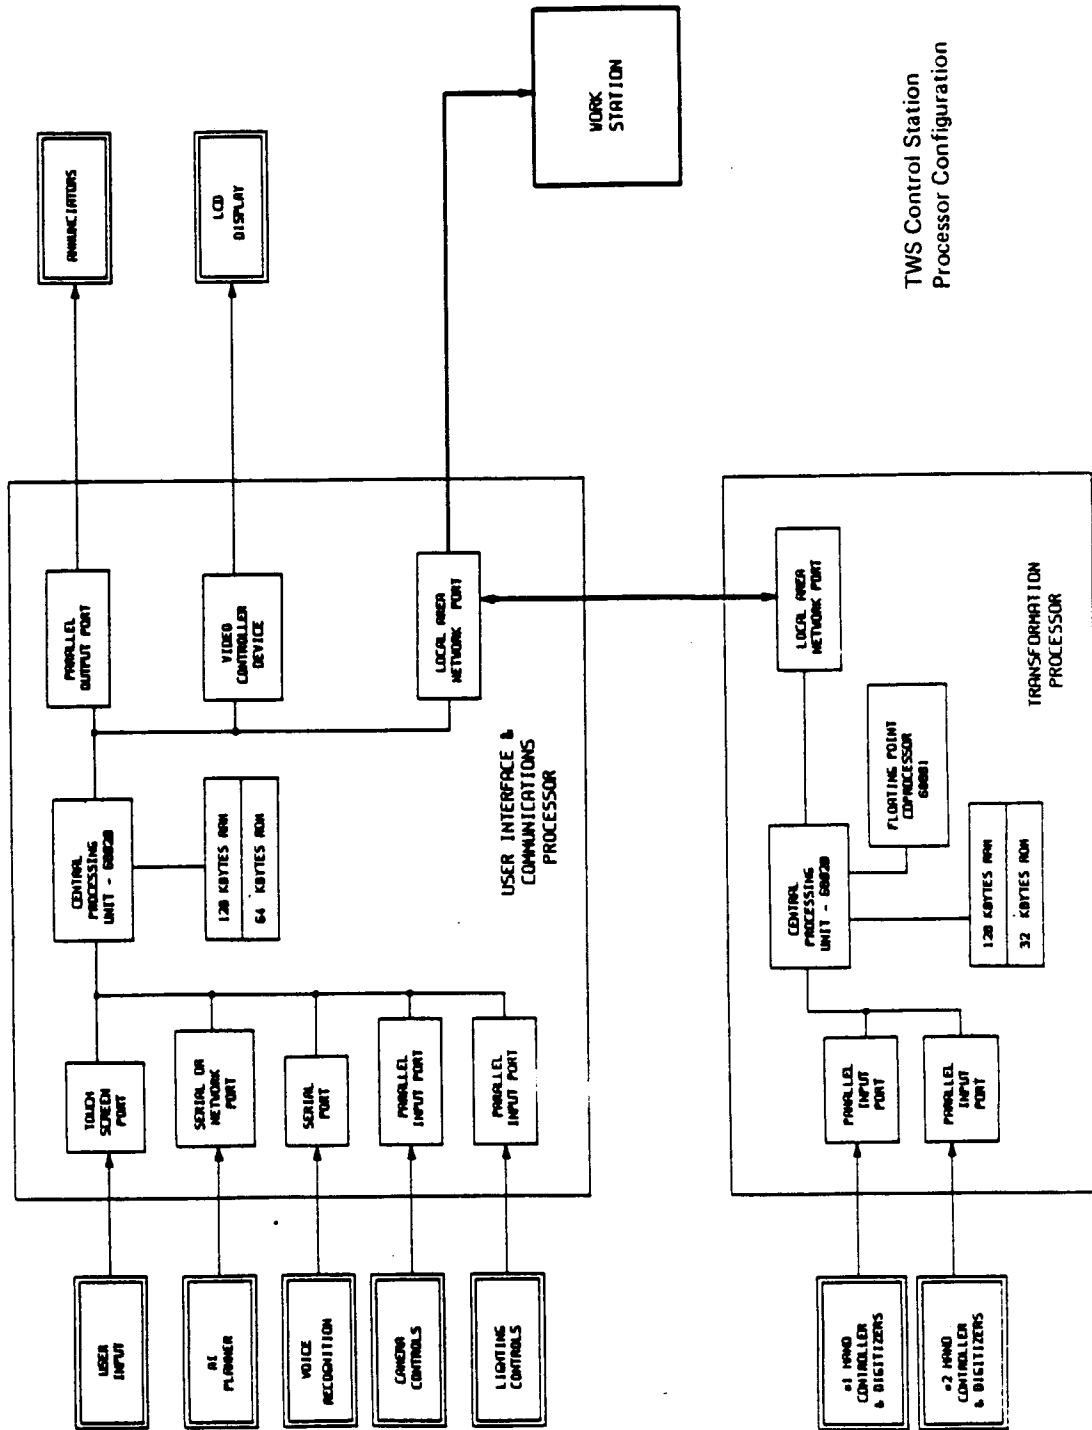 USER
INPUT
AI
PLANNER
VOICE
RECOGNITION
CAMERA
CONTROLS
LIGHTING
CONTROLS
TOUCH
SCREEN
PORT
SERIAL OR
NETWORK
PORT
SERIAL
PORT
PARALLEL
INPUT PORT
PARALLEL
INPUT PORT
CENTRAL
PROCESSING
UNIT - 68020
128 KBYTES RAM
64 KBYTES ROM
PARALLEL
OUTPUT PORT
VIDEO
CONTROLLER
DEVICE
LOCAL AREA
NETWORK PORT
USER INTERFACE &
COMMUNICATIONS
PROCESSOR
ANNUNCIATORS
LCD
DISPLAY
WORK
STATION
#1 HAND
CONTROLLER
& DIGITIZERS
#2 HAND
CONTROLLER
& DIGITIZERS
PARALLEL
INPUT
PORT
PARALLEL
INPUT
PORT
CENTRAL
PROCESSING
UNIT - 68020
FLOATING POINT
COPROCESSOR
68881
128 KBYTES RAM
32 KBYTES ROM
LOCAL AREA
NETWORK PORT
TRANSFORMATION
PROCESSOR
TWS Control Station
Processor Configuration